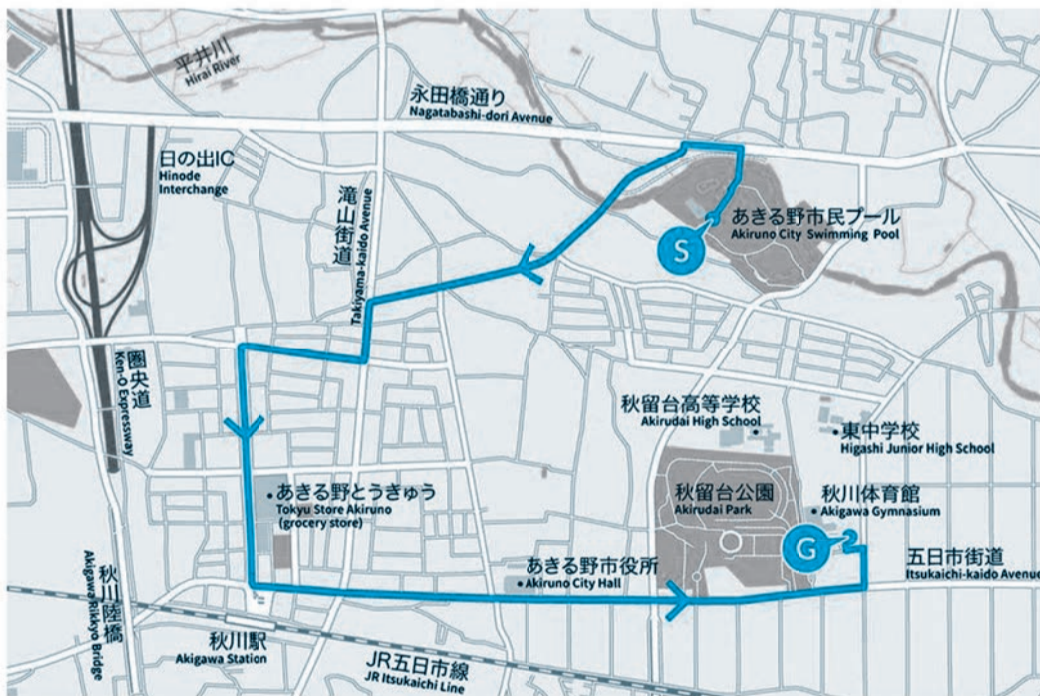 平井川
Hirai River
永田橋通り
Nagatabashi-dori Avenue
日の出IC
Hinode
Interchange
滝山街道
Takiyama-kaido Avenue
あきる野市民プール
Akiruno City Swimming Pool
S
圏央道
Ken-O Expressway
秋留台高等学校
Akirudai High School
東中学校
Higashi Junior High School
あきる野とうきゅう
Tokyu Store Akiruno
(grocery store)
秋留台公園
Akirudai Park
秋川体育館
Akigawa Gymnasium
G
あきる野市役所
Akiruno City Hall
五日市街道
Itsukaichi-kaido Avenue
秋川陸橋
Akigawa Rikkyo Bridge
秋川駅
Akigawa Station
JR五日市線
JR Itsukaichi Line